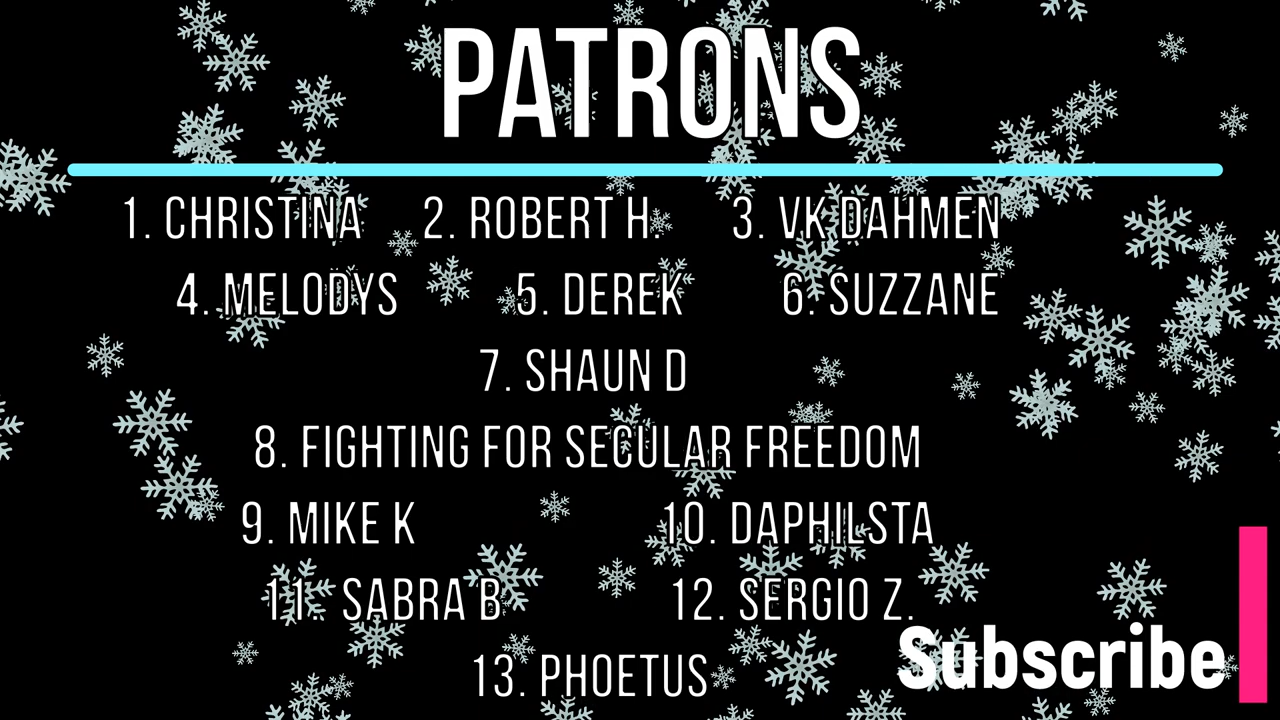 PATRONS
1. CHRISTINA 2. ROBERT H. 3. VK DAHMEN
4. MELODYS 5. DEREK 6. SUZZANE
7. SHAUN D
8. FIGHTING FOR SECULAR FREEDOM
9. MIKE K 10. DAPHILSTA
11. SABRA B. 12. SERGIO Z.
13. PHOETUS
Subscribe